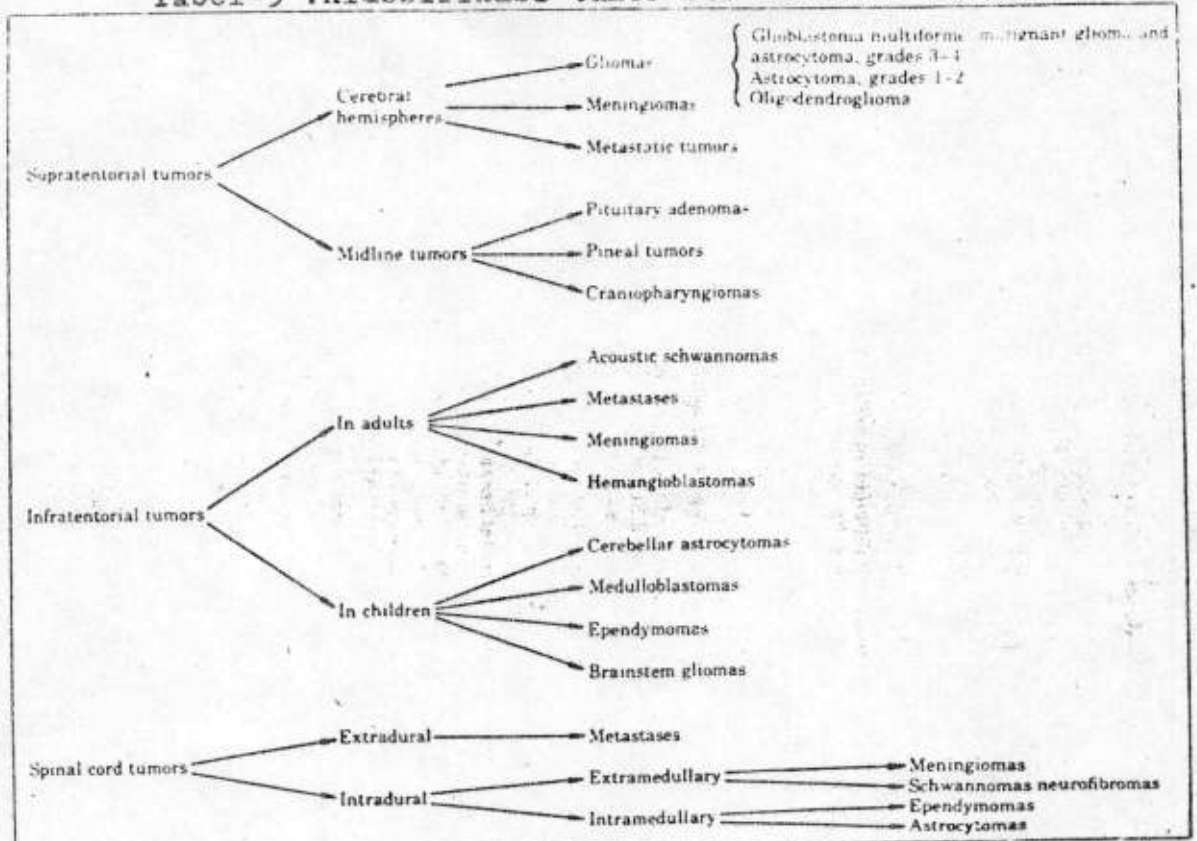 Glioblastoma multiforme, malignant glioma, and
astrocytoma, grades 3-4
Astrocytoma, grades 1-2
Oligodendroglioma
Gliomas
Cerebral
hemispheres
Meningiomas
Metastatic tumors
Supratentorial tumors
Pituitary adenomas
Midline tumors
Pineal tumors
Craniopharyngiomas
Acoustic schwannomas
In adults
Metastases
Meningiomas
Hemangioblastomas
Infratentorial tumors
Cerebellar astrocytomas
Medulloblastomas
In children
Ependymomas
Brainstem gliomas
Extradural
Metastases
Spinal cord tumors
Intradural
Extramedullary
Meningiomas
Schwannomas neurofibromas
Intramedullary
Ependymomas
Astrocytomas